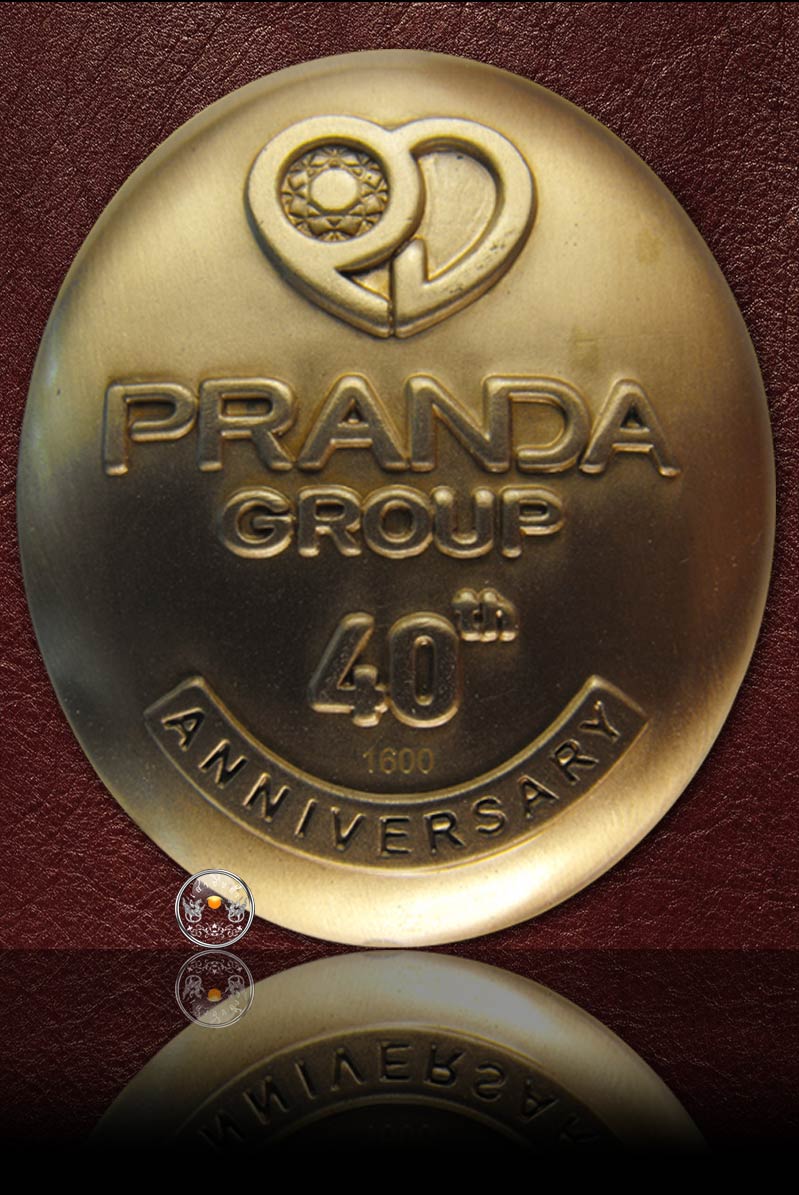 PRANDA
GROUP
40th
1600
ANNIVERSARY